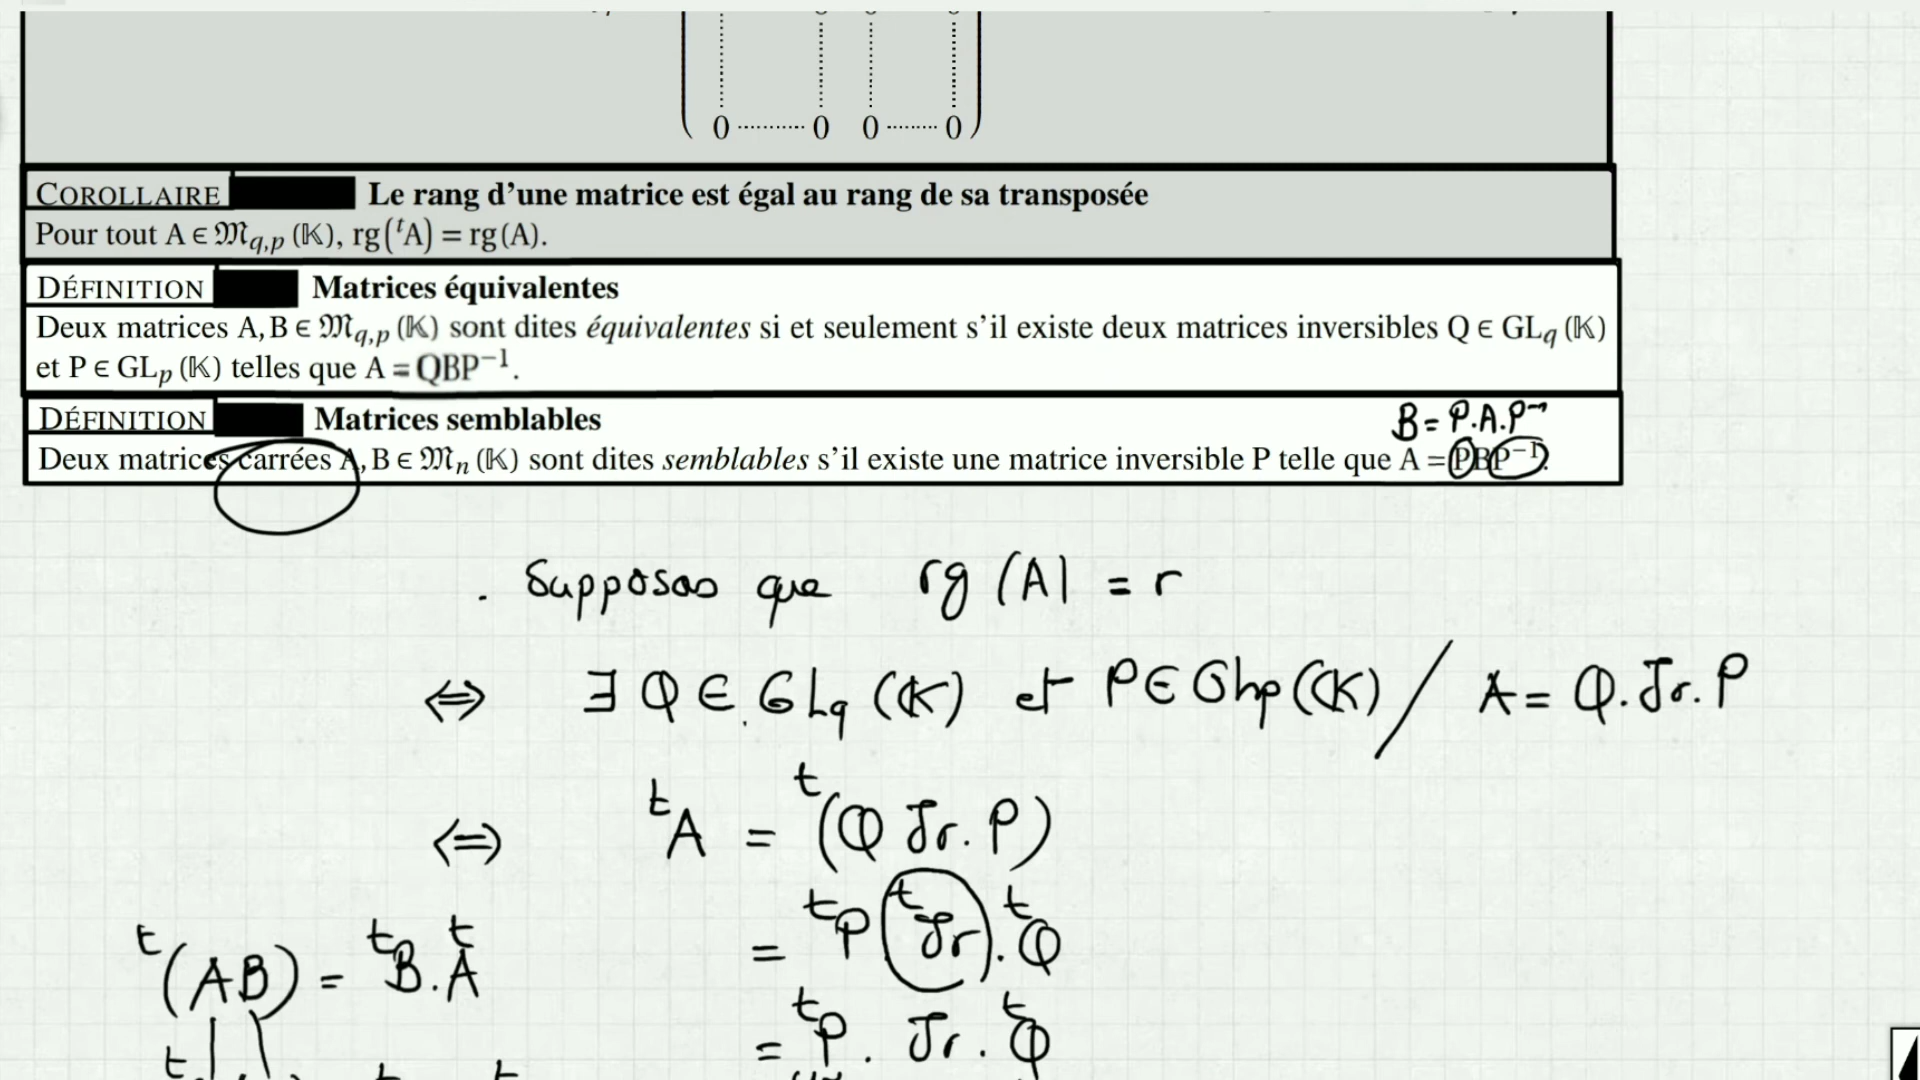 0 ........... 0 0 ........ 0
COROLLAIRE Le rang d’une matrice est égal au rang de sa transposée
Pour tout A ∈ 𝔐q,p (𝕂), rg(ᵗA) = rg(A).
DÉFINITION Matrices équivalentes
Deux matrices A, B ∈ 𝔐q,p (𝕂) sont dites équivalentes si et seulement s’il existe deux matrices inversibles Q ∈ GLq (𝕂)
et P ∈ GLp (𝕂) telles que A = QBP⁻¹.
DÉFINITION Matrices semblables
B = P.A.P⁻¹
Deux matrices carrées A, B ∈ 𝔐n (𝕂) sont dites semblables s’il existe une matrice inversible P telle que A = PBP⁻¹.
. Supposos que rg (A) = r
⇔ ∃ Q ∈ GLq (𝕂) et P ∈ GLp (𝕂) / A = Q.Jr.P
⇔ ᵗA = ᵗ(Q Jr.P)
= ᵗP (ᵗJr).ᵗQ
ᵗ(AB) = ᵗB.ᵗA
= ᵗP. Jr. ᵗQ